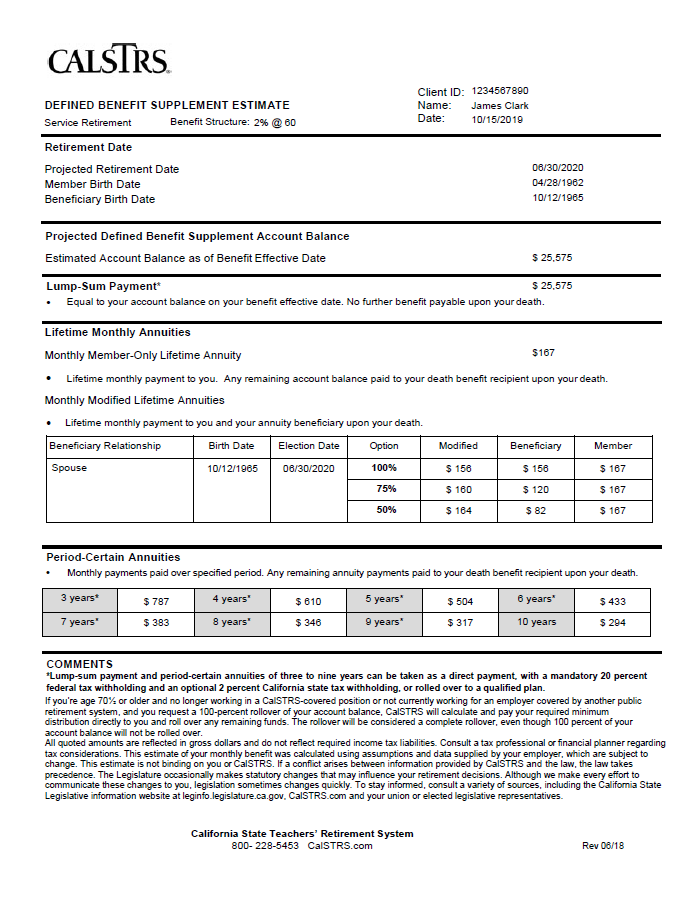 CALSTRS®
Client ID: 1234567890
DEFINED BENEFIT SUPPLEMENT ESTIMATE Name: James Clark
Service Retirement Benefit Structure: 2% @ 60 Date: 10/15/2019
Retirement Date
Projected Retirement Date 06/30/2020
Member Birth Date 04/28/1962
Beneficiary Birth Date 10/12/1965
Projected Defined Benefit Supplement Account Balance
Estimated Account Balance as of Benefit Effective Date $ 25,575
Lump-Sum Payment* $ 25,575
• Equal to your account balance on your benefit effective date. No further benefit payable upon your death.
Lifetime Monthly Annuities
Monthly Member-Only Lifetime Annuity $167
• Lifetime monthly payment to you. Any remaining account balance paid to your death benefit recipient upon your death.
Monthly Modified Lifetime Annuities
• Lifetime monthly payment to you and your annuity beneficiary upon your death.
Beneficiary Relationship Birth Date Election Date Option Modified Beneficiary Member
Spouse 10/12/1965 06/30/2020 100% $ 156 $ 156 $ 167
75% $ 160 $ 120 $ 167
50% $ 164 $ 82 $ 167
Period-Certain Annuities
• Monthly payments paid over specified period. Any remaining annuity payments paid to your death benefit recipient upon your death.
3 years* $ 787 4 years* $ 610 5 years* $ 504 6 years* $ 433
7 years* $ 383 8 years* $ 346 9 years* $ 317 10 years $ 294
COMMENTS
*Lump-sum payment and period-certain annuities of three to nine years can be taken as a direct payment, with a mandatory 20 percent
federal tax withholding and an optional 2 percent California state tax withholding, or rolled over to a qualified plan.
If you're age 70½ or older and no longer working in a CalSTRS-covered position or not currently working for an employer covered by another public
retirement system, and you request a 100-percent rollover of your account balance, CalSTRS will calculate and pay your required minimum
distribution directly to you and roll over any remaining funds. The rollover will be considered a complete rollover, even though 100 percent of your
account balance will not be rolled over.
All quoted amounts are reflected in gross dollars and do not reflect required income tax liabilities. Consult a tax professional or financial planner regarding
tax considerations. This estimate of your monthly benefit was calculated using assumptions and data supplied by your employer, which are subject to
change. This estimate is not binding on you or CalSTRS. If a conflict arises between information provided by CalSTRS and the law, the law takes
precedence. The Legislature occasionally makes statutory changes that may influence your retirement decisions. Although we make every effort to
communicate these changes to you, legislation sometimes changes quickly. To stay informed, consult a variety of sources, including the California State
Legislative information website at leginfo.legislature.ca.gov, CalSTRS.com and your union or elected legislative representatives.
California State Teachers' Retirement System
800- 228-5453 CalSTRS.com Rev 06/18